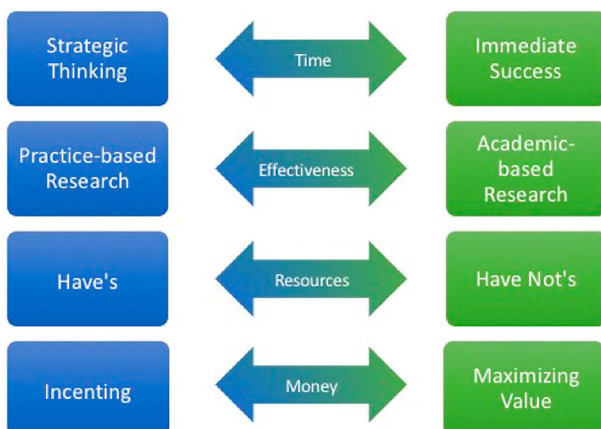 Strategic
Thinking
Time
Immediate
Success
Practice-based
Research
Effectiveness
Academic-
based
Research
Have's
Resources
Have Not's
Incenting
Money
Maximizing
Value